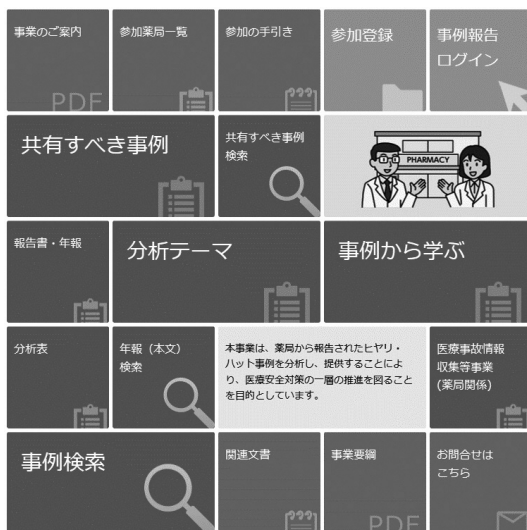 事業のご案内
PDF
参加薬局一覧
参加の手引き
参加登録
事例報告
ログイン
共有すべき事例
共有すべき事例
検索
PHARMACY
報告書・年報
分析テーマ
事例から学ぶ
分析表
年報（本文）
検索
本事業は、薬局から報告されたヒヤリ・
ハット事例を分析し、提供することによ
り、医療安全対策の一層の推進を図ること
を目的としています。
医療事故情報
収集等事業
(薬局関係)
事例検索
関連文書
事業要綱
PDF
お問合せは
こちら